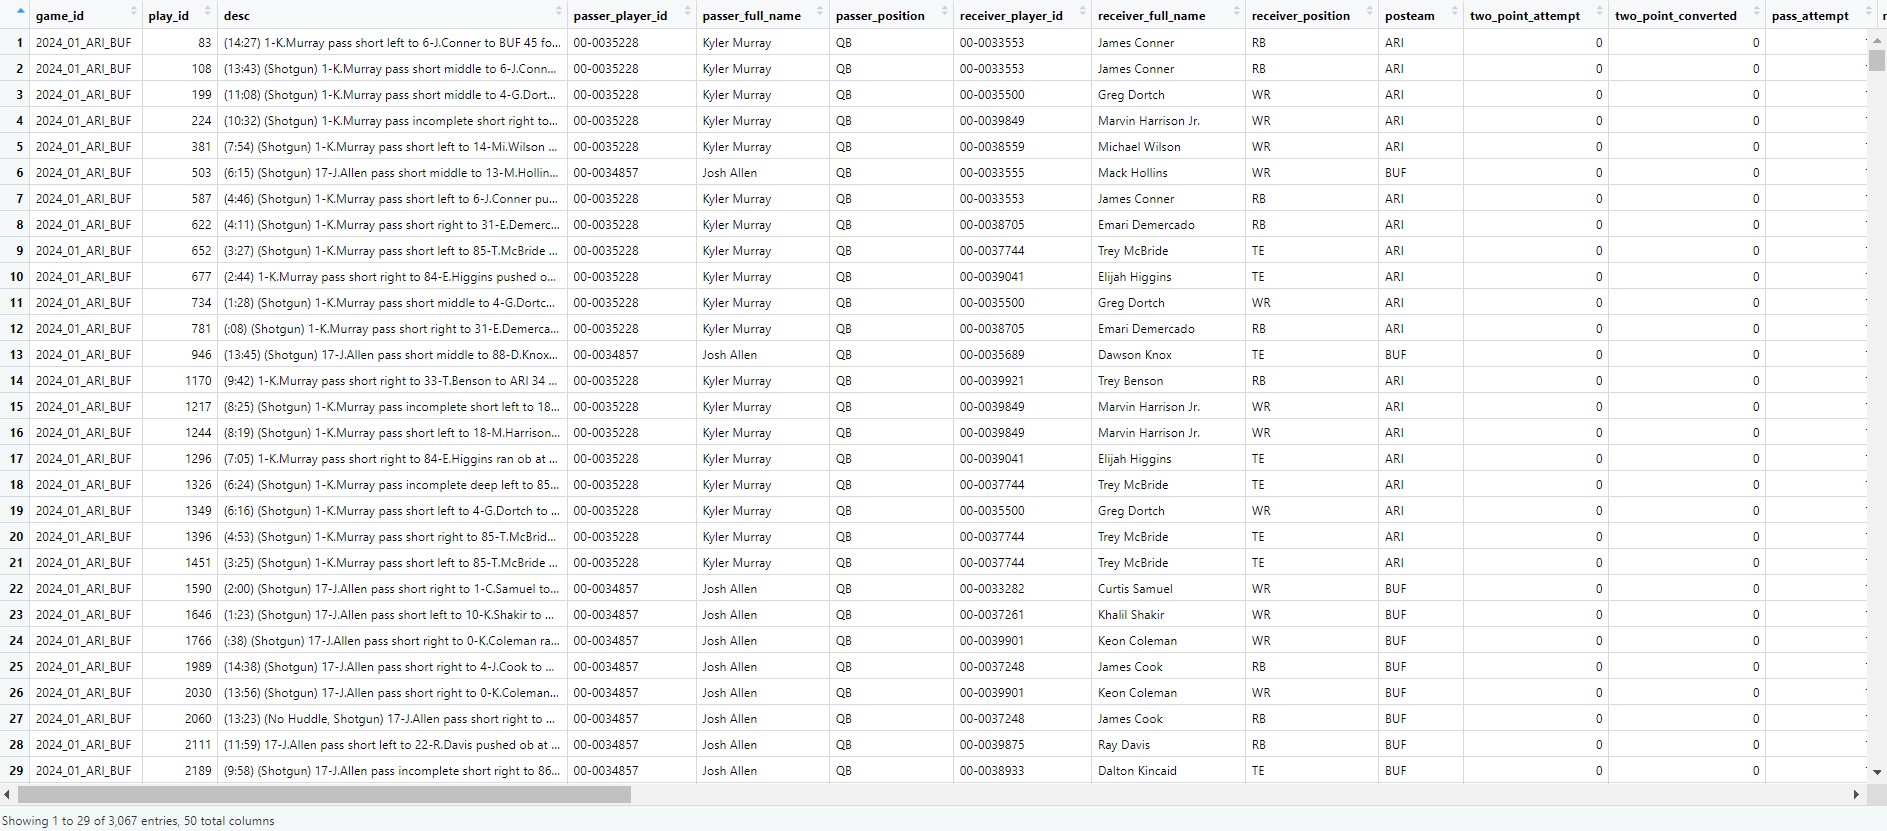 game_id play_id desc passer_player_id passer_full_name passer_position receiver_player_id receiver_full_name receiver_position posteam two_point_attempt two_point_converted pass_attempt
1 2024_01_ARI_BUF 83 (14:27) 1-K.Murray pass short left to 6-J.Conner to BUF 45 fo... 00-0035228 Kyler Murray QB 00-0033553 James Conner RB ARI 0 0
2 2024_01_ARI_BUF 108 (13:43) (Shotgun) 1-K.Murray pass short middle to 6-J.Conn... 00-0035228 Kyler Murray QB 00-0033553 James Conner RB ARI 0 0
3 2024_01_ARI_BUF 199 (11:08) (Shotgun) 1-K.Murray pass short middle to 4-G.Dort... 00-0035228 Kyler Murray QB 00-0035500 Greg Dortch WR ARI 0 0
4 2024_01_ARI_BUF 224 (10:32) (Shotgun) 1-K.Murray pass incomplete short right to... 00-0035228 Kyler Murray QB 00-0039849 Marvin Harrison Jr. WR ARI 0 0
5 2024_01_ARI_BUF 381 (7:54) (Shotgun) 1-K.Murray pass short left to 14-Mi.Wilson ... 00-0035228 Kyler Murray QB 00-0038559 Michael Wilson WR ARI 0 0
6 2024_01_ARI_BUF 503 (6:15) (Shotgun) 17-J.Allen pass short middle to 13-M.Hollin... 00-0034857 Josh Allen QB 00-0033555 Mack Hollins WR BUF 0 0
7 2024_01_ARI_BUF 587 (4:46) (Shotgun) 1-K.Murray pass short left to 6-J.Conner pu... 00-0035228 Kyler Murray QB 00-0033553 James Conner RB ARI 0 0
8 2024_01_ARI_BUF 622 (4:11) (Shotgun) 1-K.Murray pass short right to 31-E.Demerc... 00-0035228 Kyler Murray QB 00-0038705 Emari Demercado RB ARI 0 0
9 2024_01_ARI_BUF 652 (3:27) (Shotgun) 1-K.Murray pass short left to 85-T.McBride ... 00-0035228 Kyler Murray QB 00-0037744 Trey McBride TE ARI 0 0
10 2024_01_ARI_BUF 677 (2:44) 1-K.Murray pass short right to 84-E.Higgins pushed o... 00-0035228 Kyler Murray QB 00-0039041 Elijah Higgins TE ARI 0 0
11 2024_01_ARI_BUF 734 (1:28) (Shotgun) 1-K.Murray pass short middle to 4-G.Dortc... 00-0035228 Kyler Murray QB 00-0035500 Greg Dortch WR ARI 0 0
12 2024_01_ARI_BUF 781 (:08) (Shotgun) 1-K.Murray pass short right to 31-E.Demerca... 00-0035228 Kyler Murray QB 00-0038705 Emari Demercado RB ARI 0 0
13 2024_01_ARI_BUF 946 (13:45) (Shotgun) 17-J.Allen pass short middle to 88-D.Knox... 00-0034857 Josh Allen QB 00-0035689 Dawson Knox TE BUF 0 0
14 2024_01_ARI_BUF 1170 (9:42) 1-K.Murray pass short right to 33-T.Benson to ARI 34 ... 00-0035228 Kyler Murray QB 00-0039921 Trey Benson RB ARI 0 0
15 2024_01_ARI_BUF 1217 (8:25) (Shotgun) 1-K.Murray pass incomplete short left to 18... 00-0035228 Kyler Murray QB 00-0039849 Marvin Harrison Jr. WR ARI 0 0
16 2024_01_ARI_BUF 1244 (8:19) (Shotgun) 1-K.Murray pass short left to 18-M.Harrison... 00-0035228 Kyler Murray QB 00-0039849 Marvin Harrison Jr. WR ARI 0 0
17 2024_01_ARI_BUF 1296 (7:05) 1-K.Murray pass short right to 84-E.Higgins ran ob at ... 00-0035228 Kyler Murray QB 00-0039041 Elijah Higgins TE ARI 0 0
18 2024_01_ARI_BUF 1326 (6:24) (Shotgun) 1-K.Murray pass incomplete deep left to 85... 00-0035228 Kyler Murray QB 00-0037744 Trey McBride TE ARI 0 0
19 2024_01_ARI_BUF 1349 (6:16) (Shotgun) 1-K.Murray pass short left to 4-G.Dortch to ... 00-0035228 Kyler Murray QB 00-0035500 Greg Dortch WR ARI 0 0
20 2024_01_ARI_BUF 1396 (4:53) (Shotgun) 1-K.Murray pass short right to 85-T.McBrid... 00-0035228 Kyler Murray QB 00-0037744 Trey McBride TE ARI 0 0
21 2024_01_ARI_BUF 1451 (3:25) (Shotgun) 1-K.Murray pass short left to 85-T.McBride ... 00-0035228 Kyler Murray QB 00-0037744 Trey McBride TE ARI 0 0
22 2024_01_ARI_BUF 1590 (2:00) (Shotgun) 17-J.Allen pass short right to 1-C.Samuel to... 00-0034857 Josh Allen QB 00-0033282 Curtis Samuel WR BUF 0 0
23 2024_01_ARI_BUF 1646 (1:23) (Shotgun) 17-J.Allen pass short left to 10-K.Shakir to ... 00-0034857 Josh Allen QB 00-0037261 Khalil Shakir WR BUF 0 0
24 2024_01_ARI_BUF 1766 (:38) (Shotgun) 17-J.Allen pass short right to 0-K.Coleman ra... 00-0034857 Josh Allen QB 00-0039901 Keon Coleman WR BUF 0 0
25 2024_01_ARI_BUF 1989 (14:38) (Shotgun) 17-J.Allen pass short right to 4-J.Cook to ... 00-0034857 Josh Allen QB 00-0037248 James Cook RB BUF 0 0
26 2024_01_ARI_BUF 2030 (13:56) (Shotgun) 17-J.Allen pass short right to 0-K.Coleman... 00-0034857 Josh Allen QB 00-0039901 Keon Coleman WR BUF 0 0
27 2024_01_ARI_BUF 2060 (13:23) (No Huddle, Shotgun) 17-J.Allen pass short right to ... 00-0034857 Josh Allen QB 00-0037248 James Cook RB BUF 0 0
28 2024_01_ARI_BUF 2111 (11:59) 17-J.Allen pass short left to 22-R.Davis pushed ob at ... 00-0034857 Josh Allen QB 00-0039875 Ray Davis RB BUF 0 0
29 2024_01_ARI_BUF 2189 (9:58) (Shotgun) 17-J.Allen pass incomplete short right to 86... 00-0034857 Josh Allen QB 00-0038933 Dalton Kincaid TE BUF 0 0
Showing 1 to 29 of 3,067 entries, 50 total columns